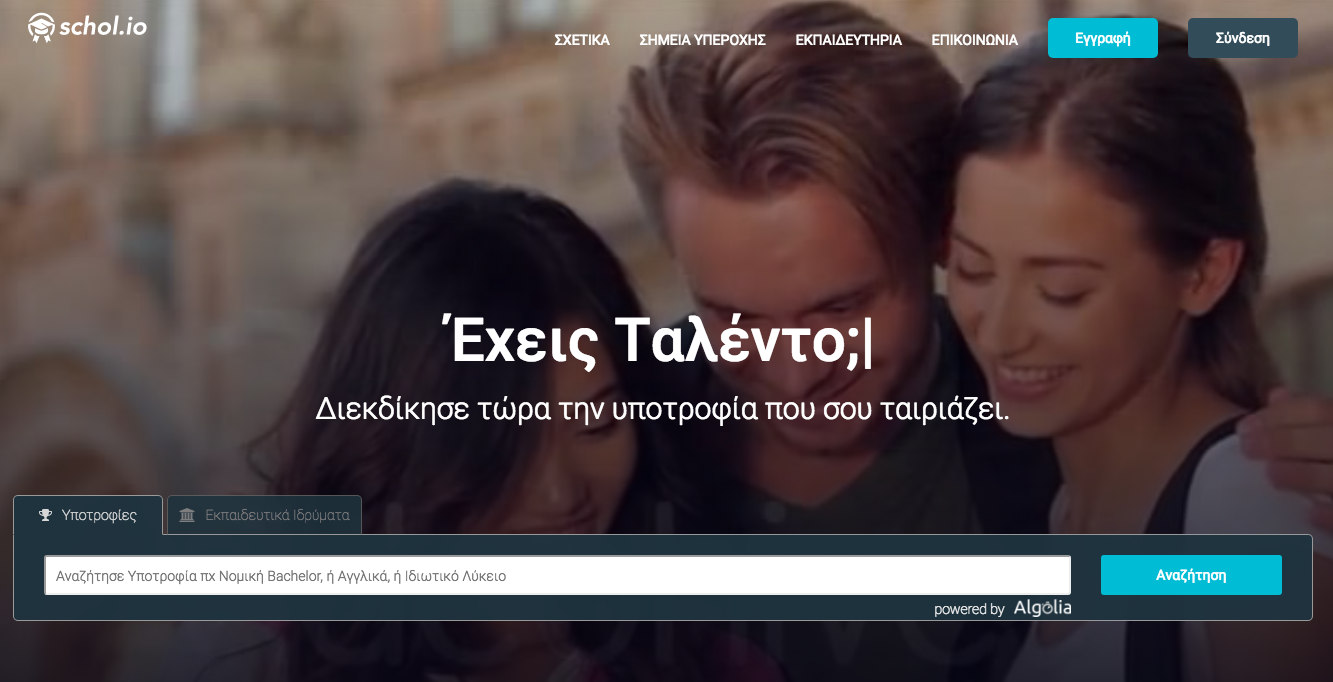 schol.io
ΣΧΕΤΙΚΑ ΣΗΜΕΙΑ ΥΠΕΡΟΧΗΣ ΕΚΠΑΙΔΕΥΤΗΡΙΑ ΕΠΙΚΟΙΝΩΝΙΑ Εγγραφή Σύνδεση
Έχεις Ταλέντο;|
Διεκδίκησε τώρα την υποτροφία που σου ταιριάζει.
Υποτροφίες Εκπαιδευτικά Ιδρύματα
Αναζήτησε Υποτροφία πχ Νομική Bachelor, ή Αγγλικά, ή Ιδιωτικό Λύκειο Αναζήτηση
powered by Algolia